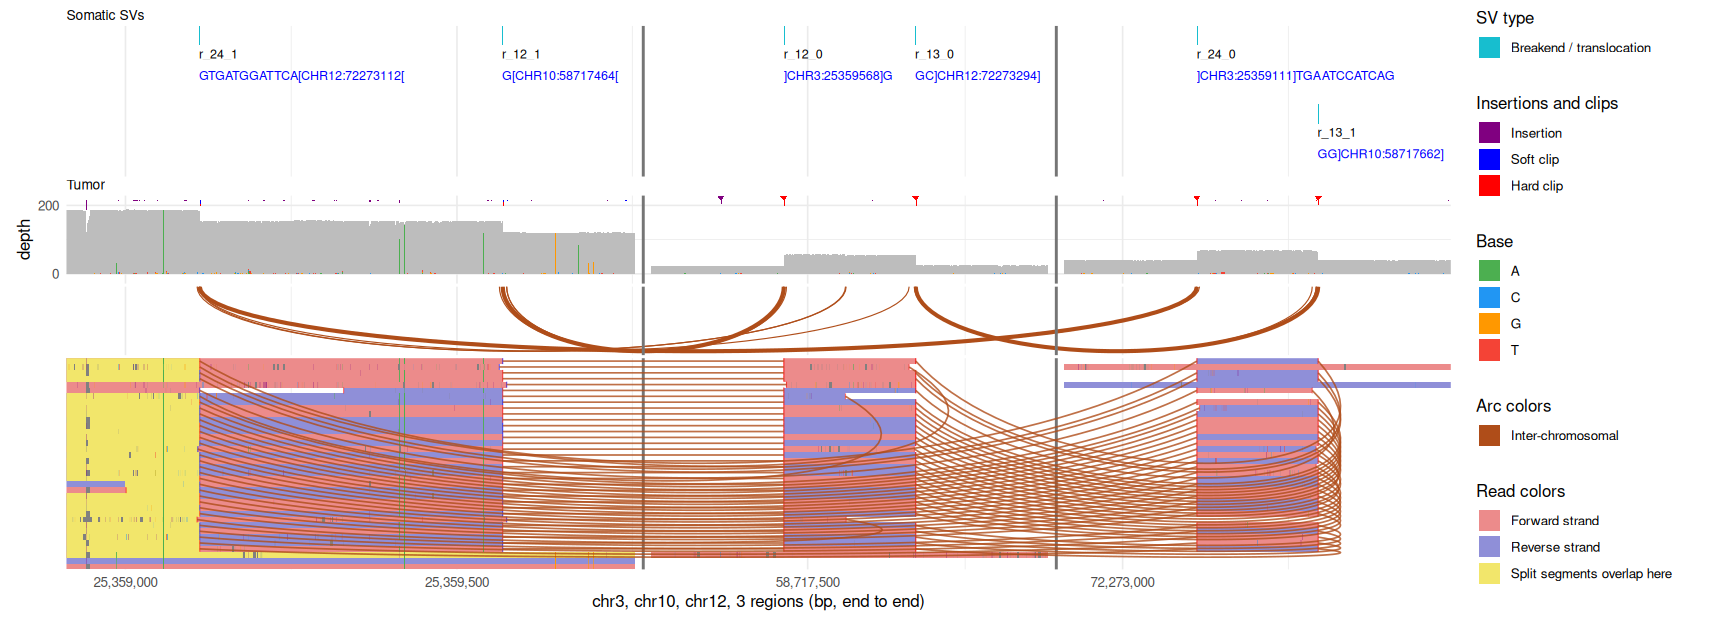 Somatic SVs
r_24_1
GTGATGGATTCA[CHR12:72273112[
r_12_1
G[CHR10:58717464[
r_12_0
]CHR3:25359568]G
r_13_0
GC]CHR12:72273294]
r_24_0
]CHR3:25359111]TGAATCCATCAG
r_13_1
GG]CHR10:58717662]
Tumor
200
0
depth
25,359,000
25,359,500
58,717,500
72,273,000
chr3, chr10, chr12, 3 regions (bp, end to end)
SV type
Breakend / translocation
Insertions and clips
Insertion
Soft clip
Hard clip
Base
A
C
G
T
Arc colors
Inter-chromosomal
Read colors
Forward strand
Reverse strand
Split segments overlap here